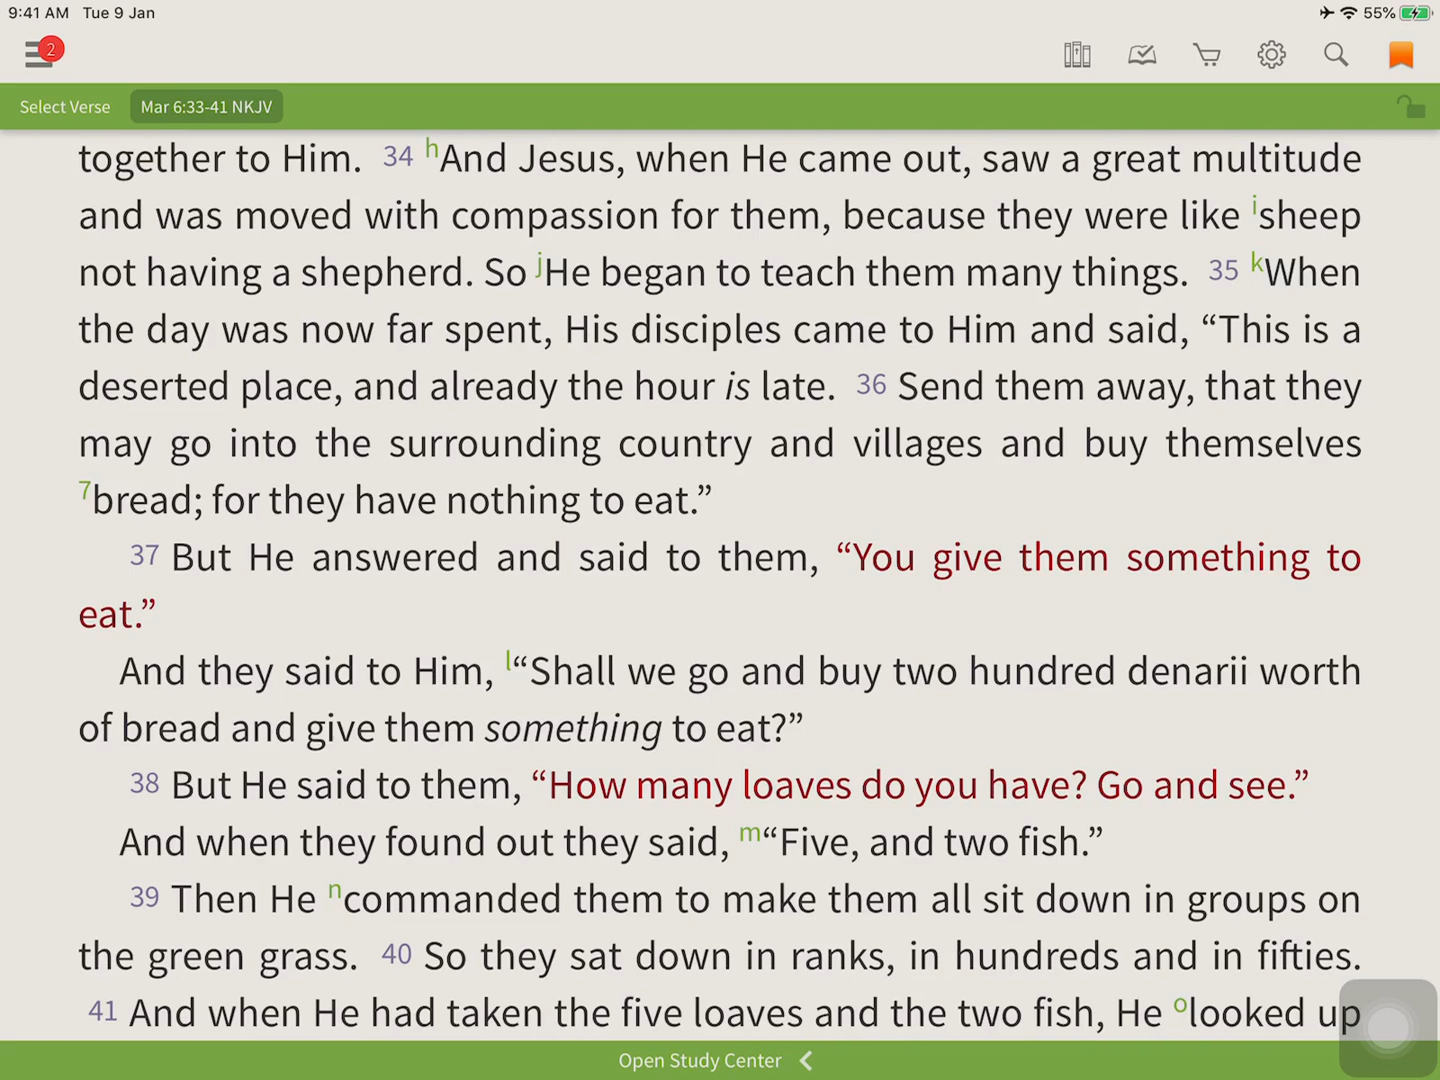 9:41 AM Tue 9 Jan
55%
2
Select Verse Mar 6:33-41 NKJV
together to Him. 34 hAnd Jesus, when He came out, saw a great multitude
and was moved with compassion for them, because they were like isheep
not having a shepherd. So jHe began to teach them many things. 35 kWhen
the day was now far spent, His disciples came to Him and said, “This is a
deserted place, and already the hour is late. 36 Send them away, that they
may go into the surrounding country and villages and buy themselves
7bread; for they have nothing to eat.”
37 But He answered and said to them, “You give them something to
eat.”
And they said to Him, l“Shall we go and buy two hundred denarii worth
of bread and give them something to eat?”
38 But He said to them, “How many loaves do you have? Go and see.”
And when they found out they said, m“Five, and two fish.”
39 Then He ncommanded them to make them all sit down in groups on
the green grass. 40 So they sat down in ranks, in hundreds and in fifties.
41 And when He had taken the five loaves and the two fish, He olooked up
Open Study Center